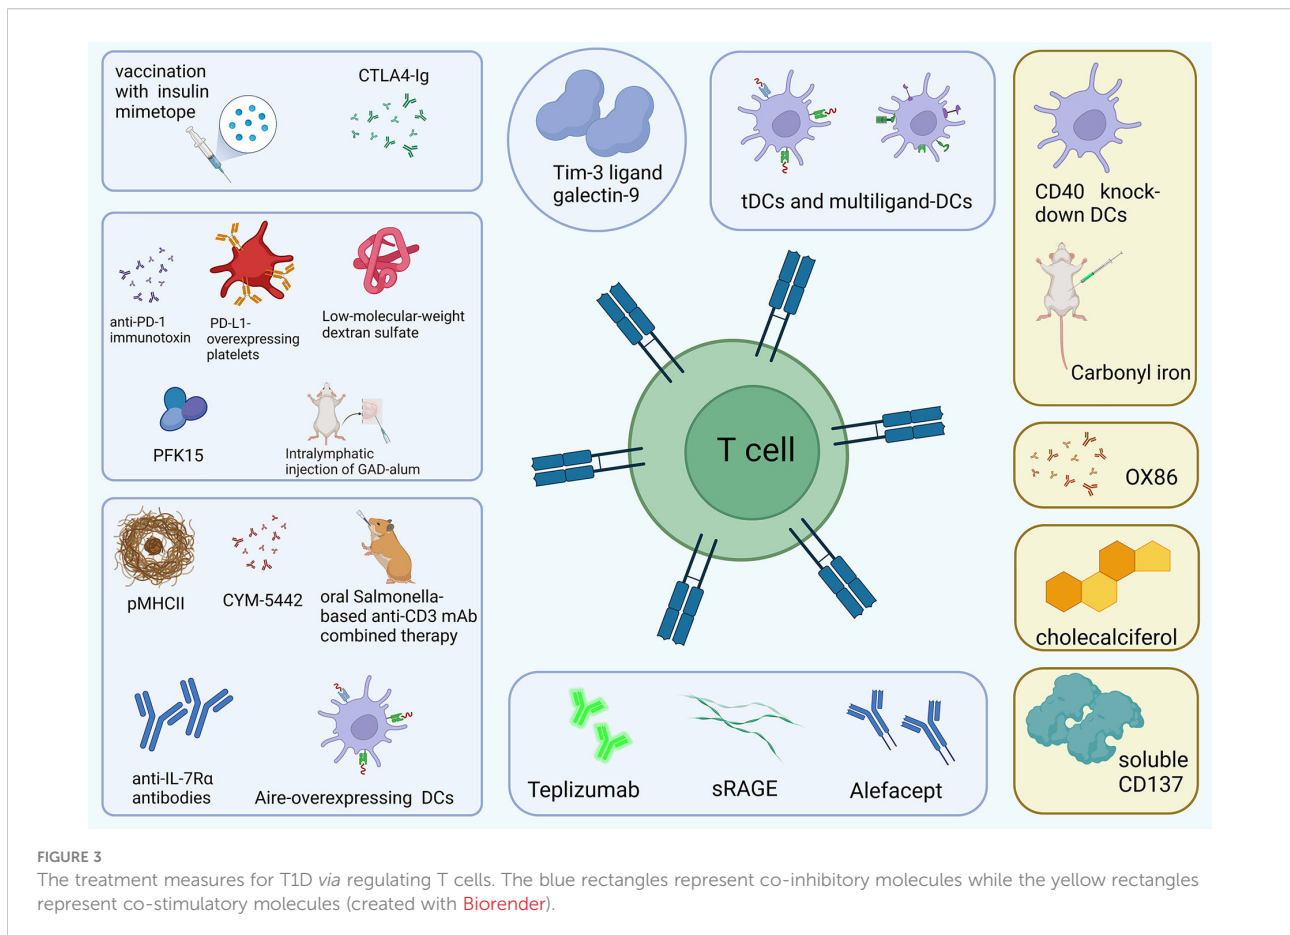 vaccination
with insulin
mimetope
CTLA4-Ig
Tim-3 ligand
galectin-9
tDCs and multiligand-DCs
CD40 knock-
down DCs
Carbonyl iron
anti-PD-1
immunotoxin
PD-L1-
overexpressing
platelets
Low-molecular-weight
dextran sulfate
PFK15
Intralymphatic
injection of GAD-alum
T cell
OX86
pMHCII
CYM-5442
oral Salmonella-
based anti-CD3 mAb
combined therapy
cholecalciferol
anti-IL-7Rα
antibodies
Aire-overexpressing DCs
Teplizumab
sRAGE
Alefacept
soluble
CD137
FIGURE 3
The treatment measures for T1D via regulating T cells. The blue rectangles represent co-inhibitory molecules while the yellow rectangles
represent co-stimulatory molecules (created with Biorender).